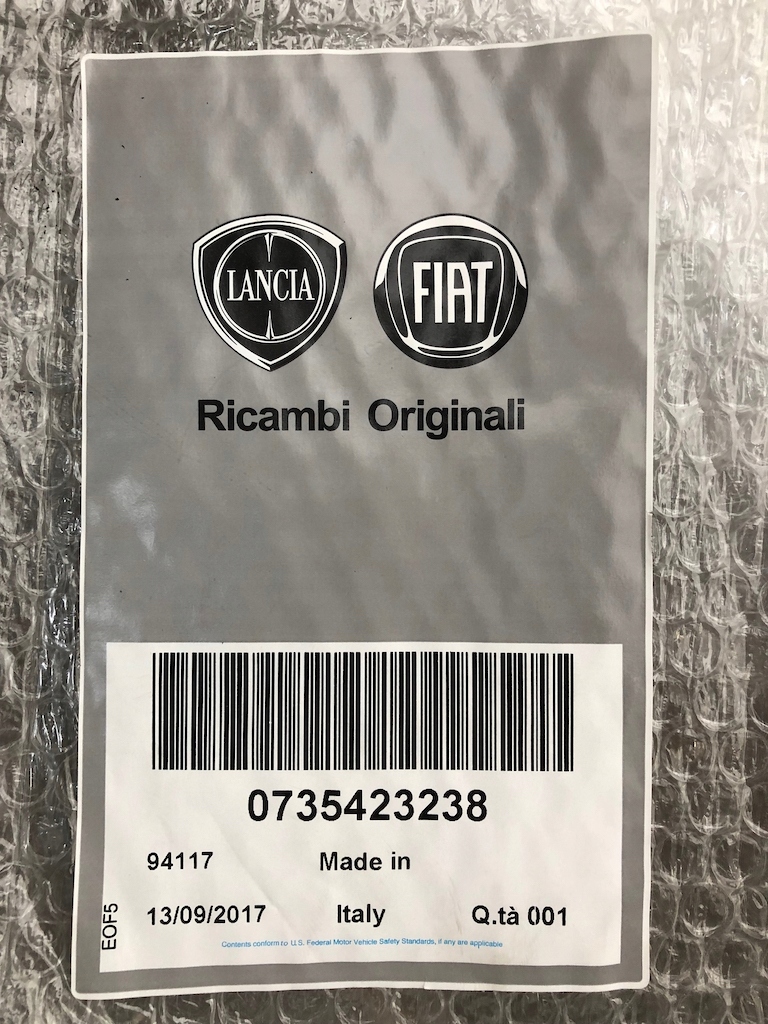 LANCIA FIAT
Ricambi Originali
0735423238
94117 Made in
13/09/2017 Italy Q.tà 001
EOF5
Contents conform to U.S. Federal Motor Vehicle Safety Standards, if any are applicable